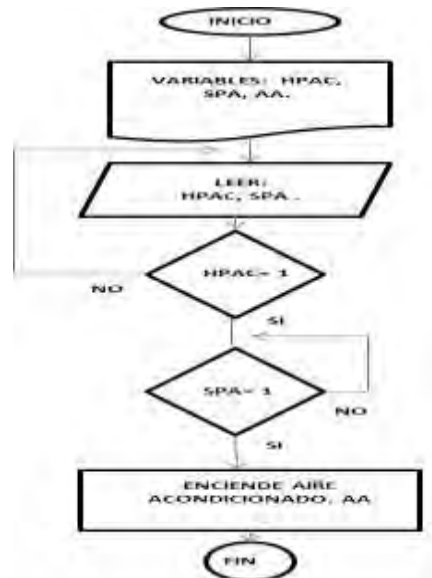 INICIO
VARIABLES: HPAC,
SPA, AA.
LEER:
HPAC, SPA.
HPAC= 1
NO
SI
SPA= 1
NO
SI
ENCIENDE AIRE
ACONDICIONADO. AA
FIN